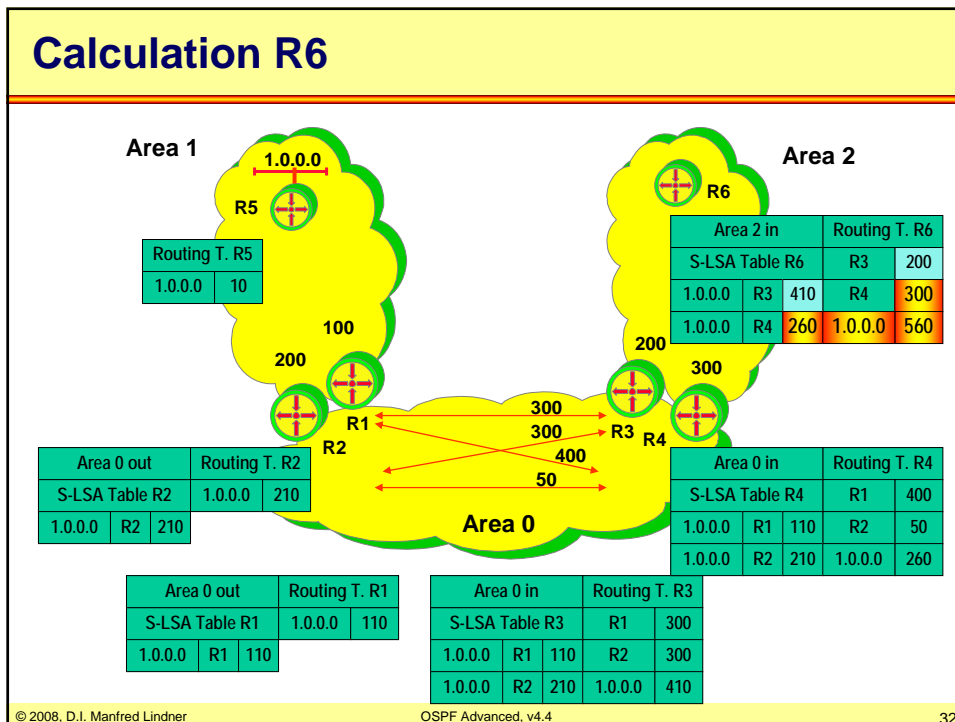 Calculation R6
Area 1
1.0.0.0
R5
Routing T. R5
1.0.0.0 10
100
200
R1
R2
Area 2
R6
Area 2 in Routing T. R6
S-LSA Table R6 R3 200
1.0.0.0 R3 410 R4 300
1.0.0.0 R4 260 1.0.0.0 560
200
300
R3
R4
300
300
400
50
Area 0
Area 0 out Routing T. R2
S-LSA Table R2 1.0.0.0 210
1.0.0.0 R2 210
Area 0 in Routing T. R4
S-LSA Table R4 R1 400
1.0.0.0 R1 110 R2 50
1.0.0.0 R2 210 1.0.0.0 260
Area 0 out Routing T. R1
S-LSA Table R1 1.0.0.0 110
1.0.0.0 R1 110
Area 0 in Routing T. R3
S-LSA Table R3 R1 300
1.0.0.0 R1 110 R2 300
1.0.0.0 R2 210 1.0.0.0 410
© 2008, D.I. Manfred Lindner OSPF Advanced, v4.4 32